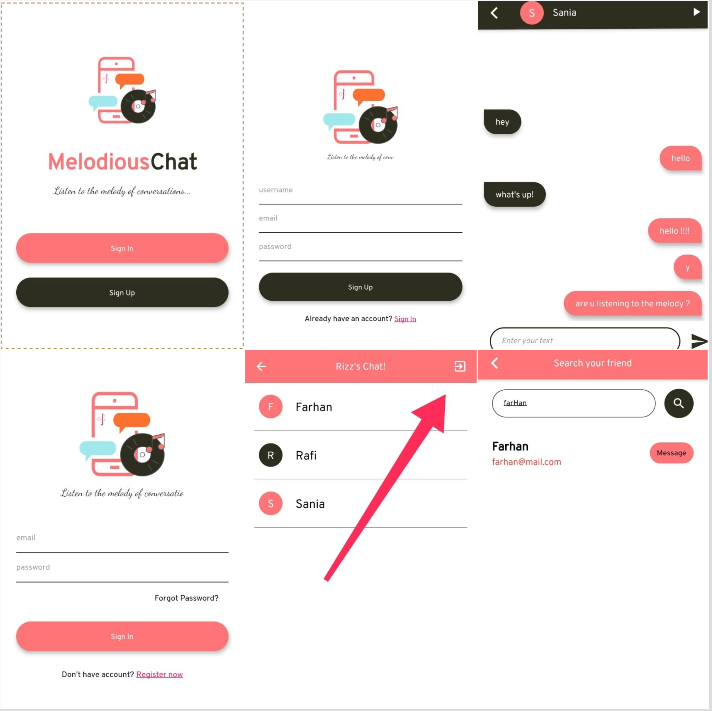 MelodiousChat
Listen to the melody of conversations...
Sign In
Sign Up
Listen to the melody of conv
username
email
password
Sign Up
Already have an account? Sign In
S
Sania
hey
hello
what's up!
hello !!!!
y
are u listening to the melody ?
Enter your text
Listen to the melody of conversatio
email
password
Forgot Password?
Sign In
Don't have account? Register now
Rizz's Chat!
F
Farhan
R
Rafi
S
Sania
Search your friend
farHan
Farhan
farhan@mail.com
Message